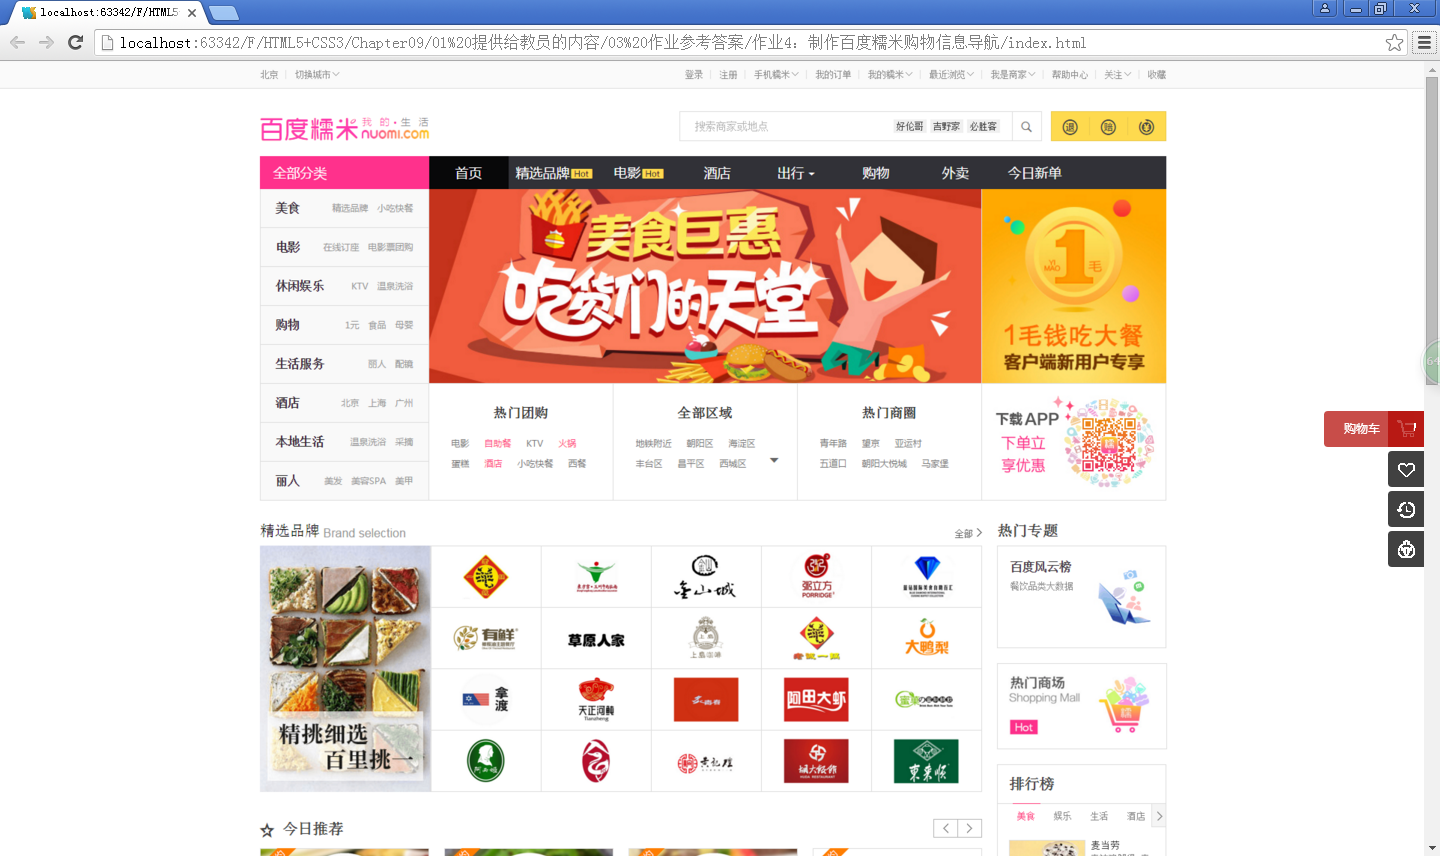 localhost:63342/F/HTML5
localhost:63342/F/HTML5+CSS3/Chapter09/01%20提供给教员的内容/03%20作业参考答案/作业4：制作百度糯米购物信息导航/index.html
北京 切换城市 登录 注册 手机糯米 我的订单 我的糯米 最近浏览 我是商家 帮助中心 关注 收藏
百度糯米 我的·生活 nuomi.com
搜索商家或地点 好伦哥 吉野家 必胜客
退 赔
全部分类 首页 精选品牌 Hot 电影 Hot 酒店 出行 购物 外卖 今日新单
美食 精选品牌 小吃快餐
电影 在线订座 电影票团购
休闲娱乐 KTV 温泉洗浴
购物 1元 食品 母婴
生活服务 丽人 配镜
酒店 北京 上海 广州
本地生活 温泉洗浴 采摘
丽人 美发 美容SPA 美甲
美食巨惠
吃货们的天堂
1
YI MAO 毛
1毛钱吃大餐
客户端新用户专享
热门团购
电影 自助餐 KTV 火锅
蛋糕 酒店 小吃快餐 西餐
全部区域
地铁附近 朝阳区 海淀区
丰台区 昌平区 西城区
热门商圈
青年路 望京 亚运村
五道口 朝阳大悦城 马家堡
下载APP
下单立
享优惠
购物车
精选品牌 Brand selection 全部
精挑细选
百里挑一
金山城
粥立方
PORRIDGE
有鲜
草原人家
上岛咖啡
大鸭梨
拿渡
天正河豚
Tianzheng
阿田大虾
黄记煌
东来顺
热门专题
百度风云榜
餐饮品类大数据
热门商场
Shopping Mall
Hot
排行榜
美食 娱乐 生活 酒店
麦当劳
今日推荐